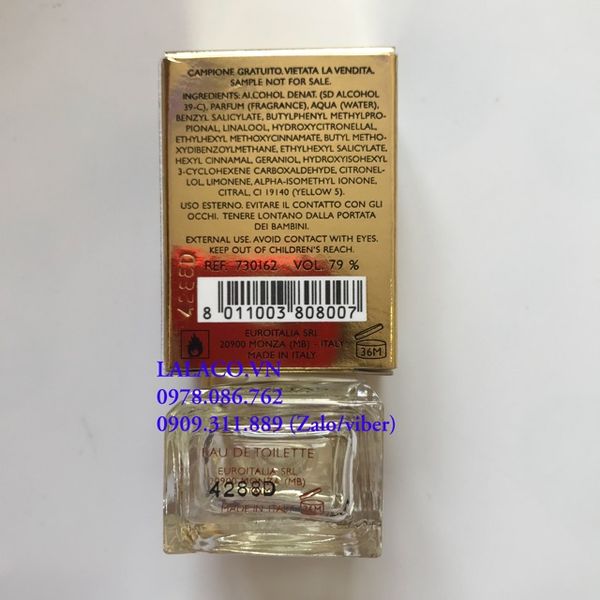 CAMPIONE GRATUITO. VIETATA LA VENDITA.
SAMPLE NOT FOR SALE.
INGREDIENTS: ALCOHOL DENAT. (SD ALCOHOL
39-C), PARFUM (FRAGRANCE), AQUA (WATER),
BENZYL SALICYLATE, BUTYLPHENYL METHYLPRO-
PIONAL, LINALOOL, HYDROXYCITRONELLAL,
ETHYLHEXYL METHOXYCINNAMATE, BUTYL METHO-
XYDIBENZOYLMETHANE, ETHYLHEXYL SALICYLATE,
HEXYL CINNAMAL, GERANIOL, HYDROXYISOHEXYL
3-CYCLOHEXENE CARBOXALDEHYDE, CITRONEL-
LOL, LIMONENE, ALPHA-ISOMETHYL IONONE,
CITRAL, CI 19140 (YELLOW 5).
USO ESTERNO. EVITARE IL CONTATTO CON GLI
OCCHI. TENERE LONTANO DALLA PORTATA
DEI BAMBINI.
EXTERNAL USE. AVOID CONTACT WITH EYES.
KEEP OUT OF CHILDREN'S REACH.
4288D
REF. 730162 VOL. 79 %
8 011003 808007
EUROITALIA SRL
20900 MONZA (MB) - ITALY
MADE IN ITALY
36M
LALACO.VN
0978.086.762
0909.311.889 (Zalo/viber)
EAU DE TOILETTE
EUROITALIA SRL
20900 MONZA (MB)
4288D
MADE IN ITALY
36M